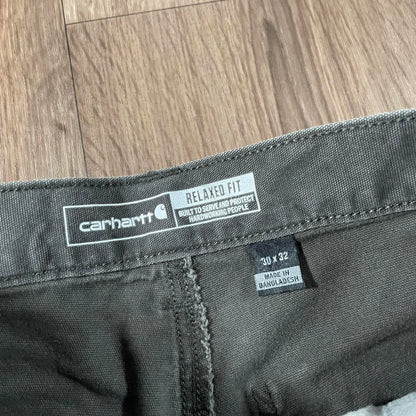 carhartt
RELAXED FIT
BUILT TO SERVE AND PROTECT
HARDWORKING PEOPLE
30 x 32
MADE IN
BANGLADESH